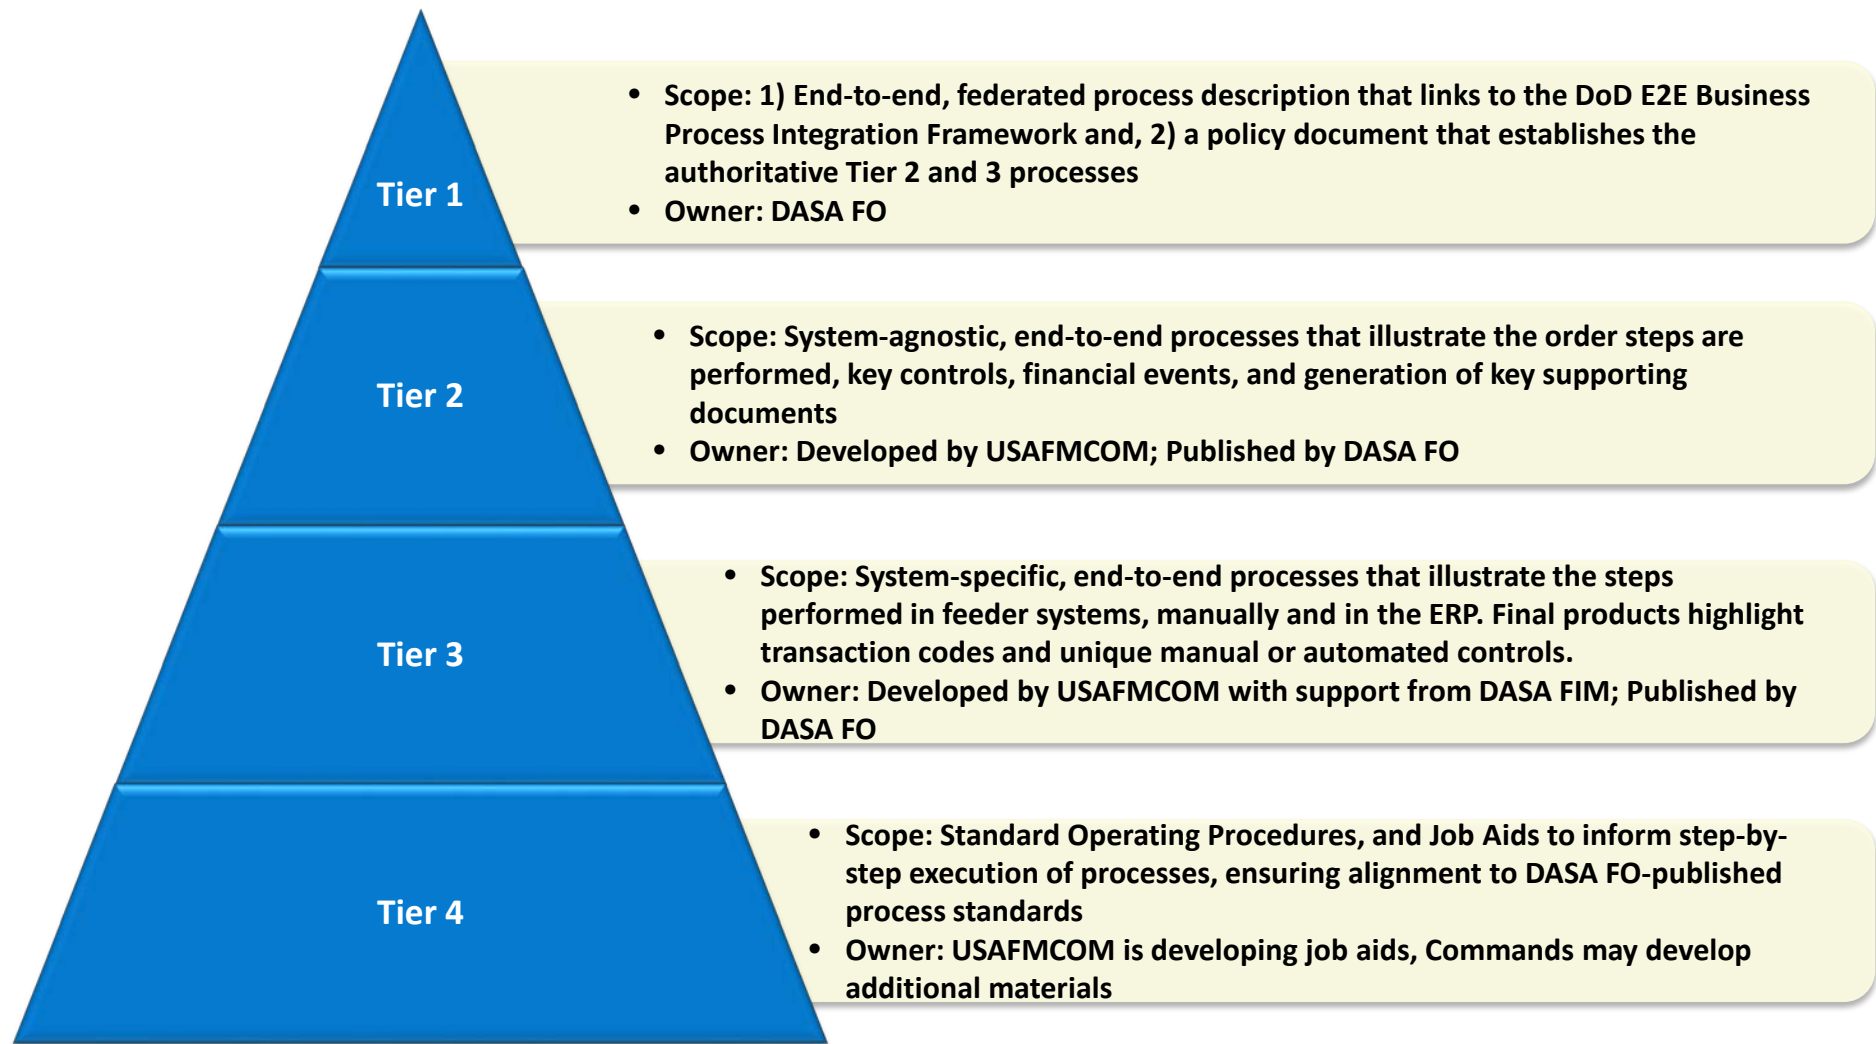 Tier 1
• Scope: 1) End-to-end, federated process description that links to the DoD E2E Business
Process Integration Framework and, 2) a policy document that establishes the
authoritative Tier 2 and 3 processes
• Owner: DASA FO
Tier 2
• Scope: System-agnostic, end-to-end processes that illustrate the order steps are
performed, key controls, financial events, and generation of key supporting
documents
• Owner: Developed by USAFMCOM; Published by DASA FO
Tier 3
• Scope: System-specific, end-to-end processes that illustrate the steps
performed in feeder systems, manually and in the ERP. Final products highlight
transaction codes and unique manual or automated controls.
• Owner: Developed by USAFMCOM with support from DASA FIM; Published by
DASA FO
Tier 4
• Scope: Standard Operating Procedures, and Job Aids to inform step-by-
step execution of processes, ensuring alignment to DASA FO-published
process standards
• Owner: USAFMCOM is developing job aids, Commands may develop
additional materials